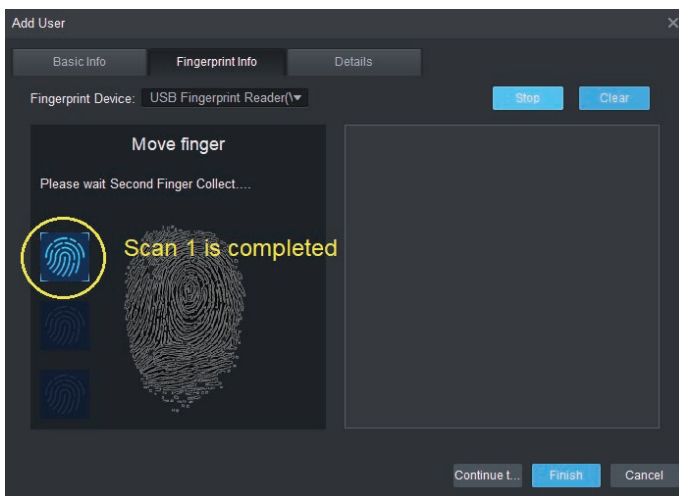 Add User
Basic Info Fingerprint Info Details
Fingerprint Device: USB Fingerprint Reader(\ Stop Clear
Move finger
Please wait Second Finger Collect....
Scan 1 is completed
Continue t... Finish Cancel